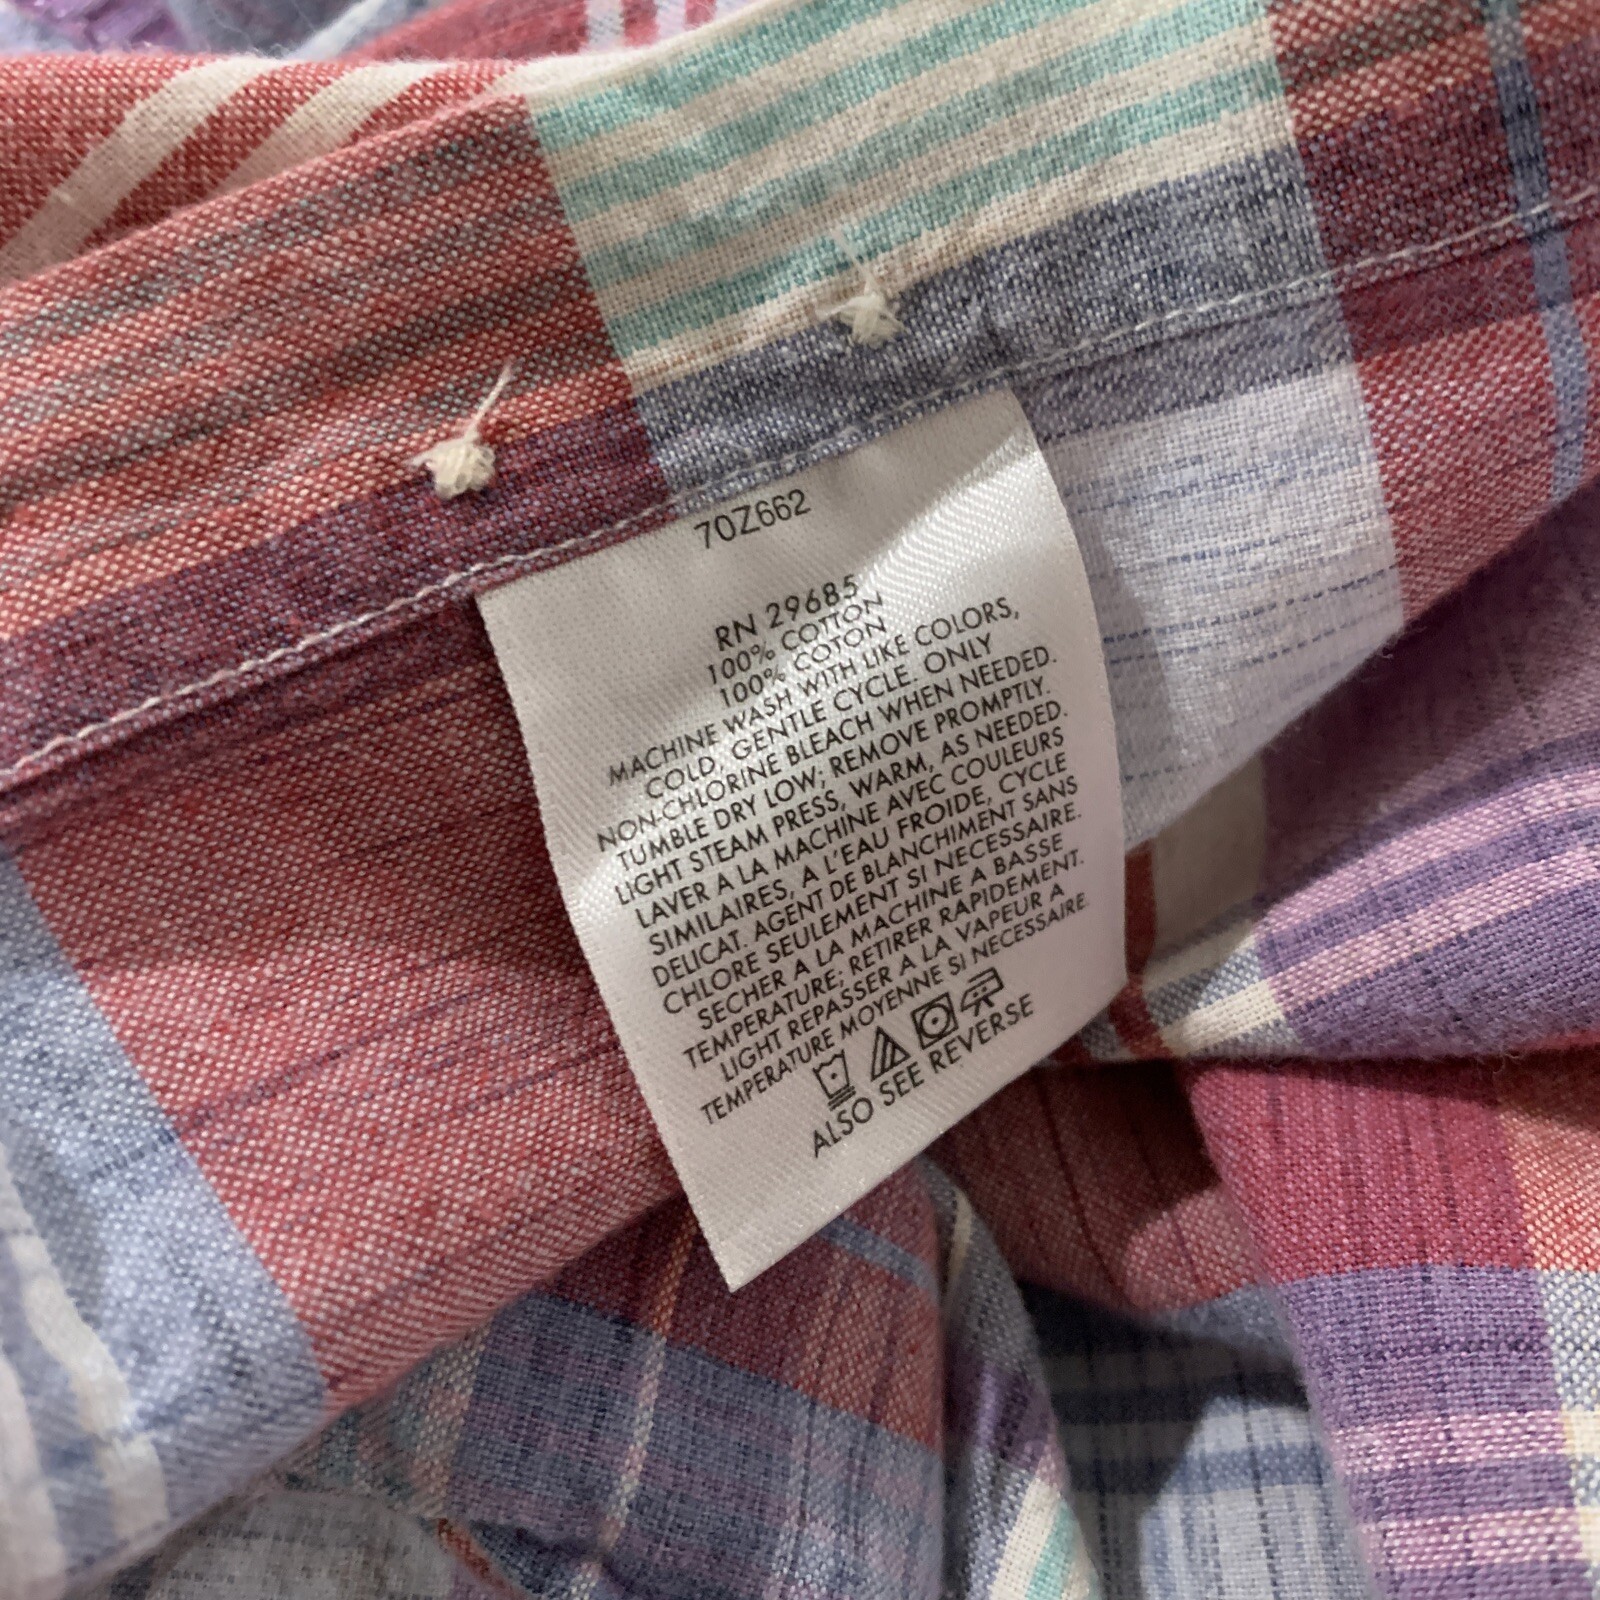 70Z662
RN 29685
100% COTTON
100% COTON
MACHINE WASH WITH LIKE COLORS,
COLD, GENTLE CYCLE. ONLY
NON-CHLORINE BLEACH WHEN NEEDED.
TUMBLE DRY LOW; REMOVE PROMPTLY.
LIGHT STEAM PRESS, WARM, AS NEEDED.
LAVER A LA MACHINE AVEC COULEURS
SIMILAIRES, A L'EAU FROIDE, CYCLE
DELICAT. AGENT DE BLANCHIMENT SANS
CHLORE SEULEMENT SI NECESSAIRE.
SECHER A LA MACHINE A BASSE
TEMPERATURE; RETIRER RAPIDEMENT.
LIGHT REPASSER A LA VAPEUR A
TEMPERATURE MOYENNE SI NECESSAIRE
ALSO SEE REVERSE